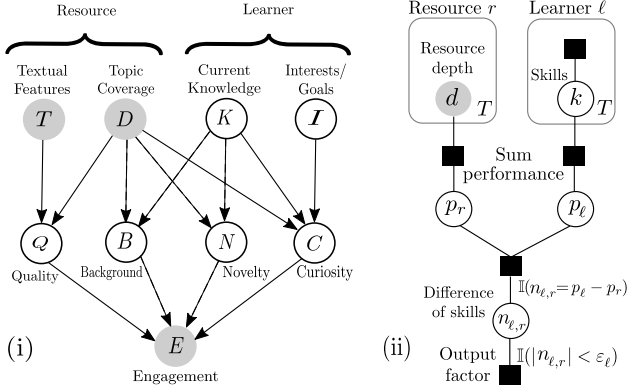 Resource
Learner
Textual
Features
Topic
Coverage
Current
Knowledge
Interests/
Goals
T
D
K
I
Q
B
N
C
Quality
Background
Novelty
Curiosity
E
Engagement
(i)
Resource r
Learner ℓ
Resource
depth
d
T
Skills
k
T
Sum
performance
p_r
p_ℓ
𝕀(n_{ℓ,r} = p_ℓ − p_r)
Difference
of skills
n_{ℓ,r}
Output
factor
𝕀(|n_{ℓ,r}| < ε_ℓ)
(ii)